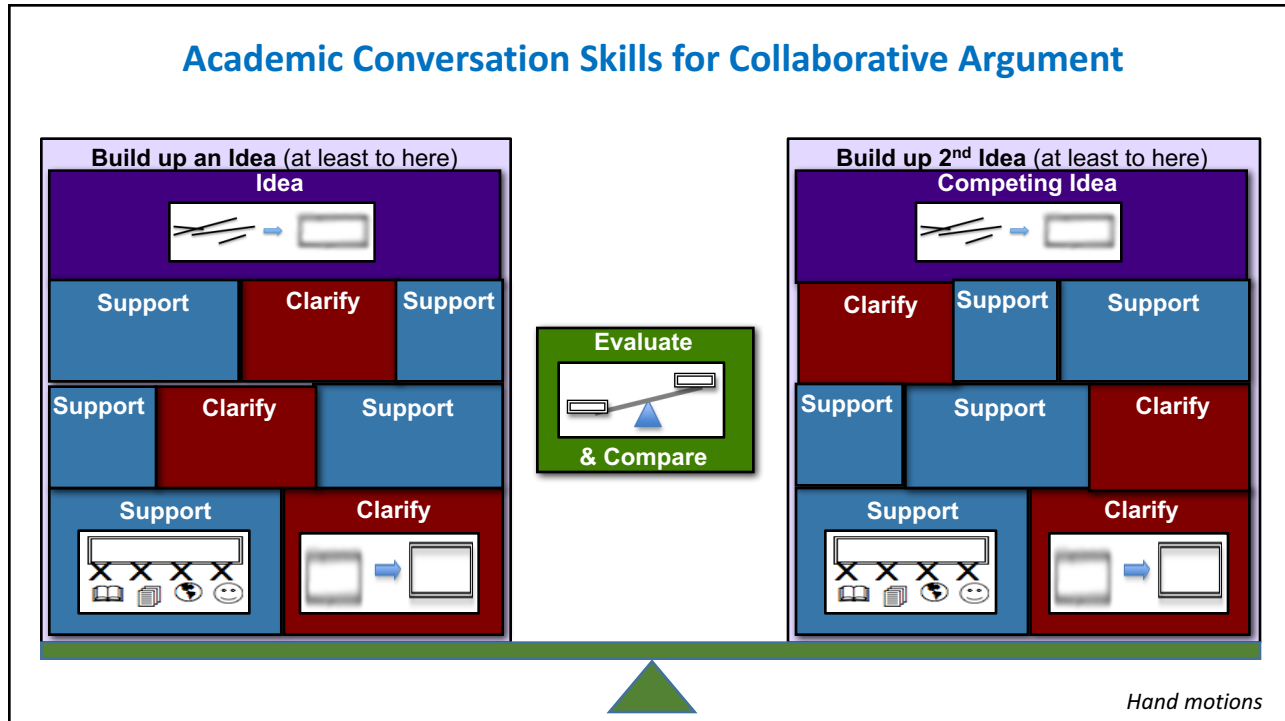 Academic Conversation Skills for Collaborative Argument
Build up an Idea (at least to here)
Idea
Support
Clarify
Support
Support
Clarify
Support
Support
Clarify
Evaluate
& Compare
Build up 2nd Idea (at least to here)
Competing Idea
Clarify
Support
Support
Support
Support
Clarify
Support
Clarify
Hand motions